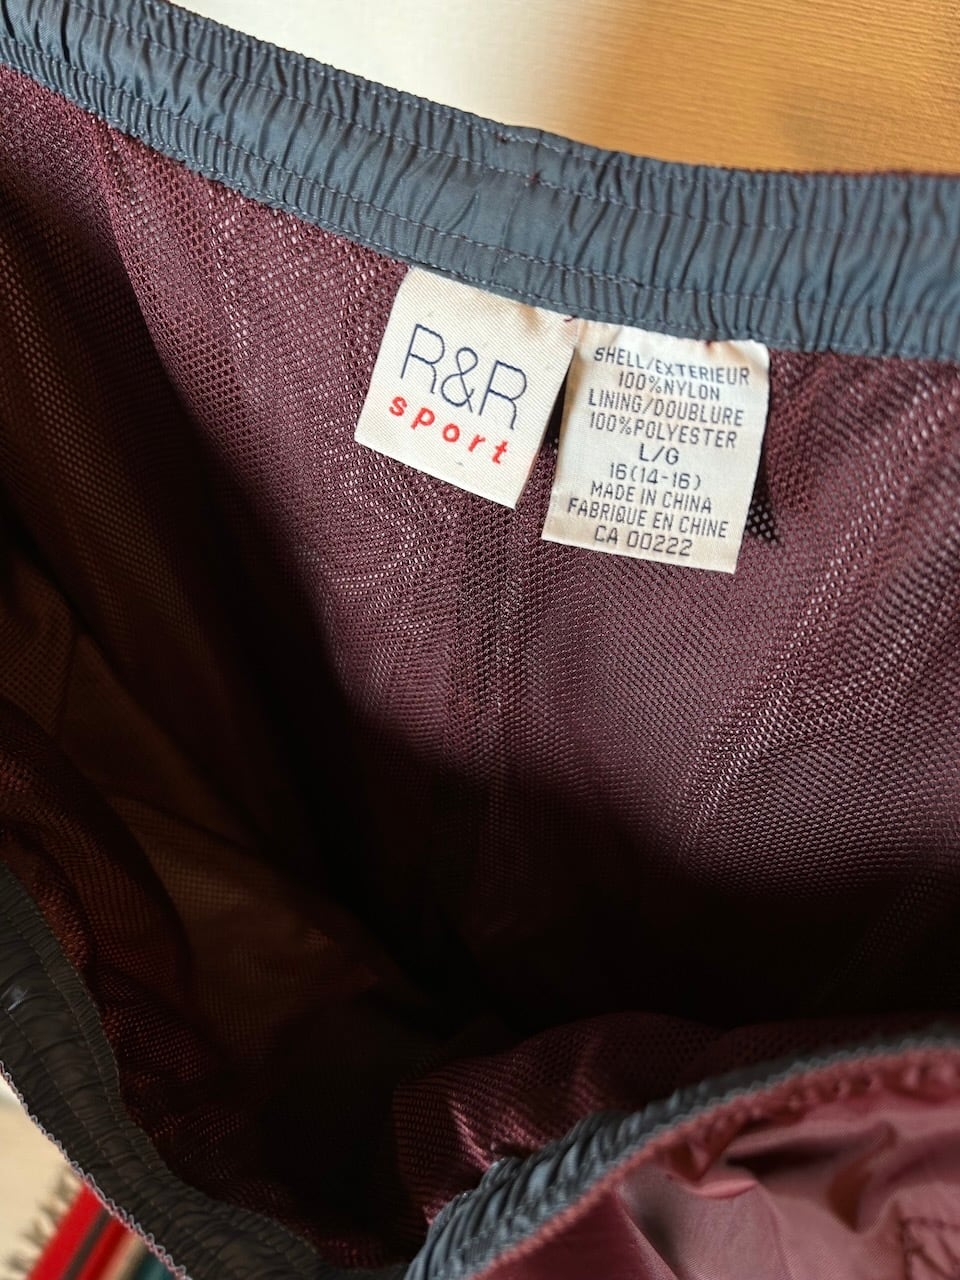 R&R
sport
SHELL/EXTERIEUR
100%NYLON
LINING/DOUBLURE
100%POLYESTER
L/G
16(14-16)
MADE IN CHINA
FABRIQUE EN CHINE
CA 00222